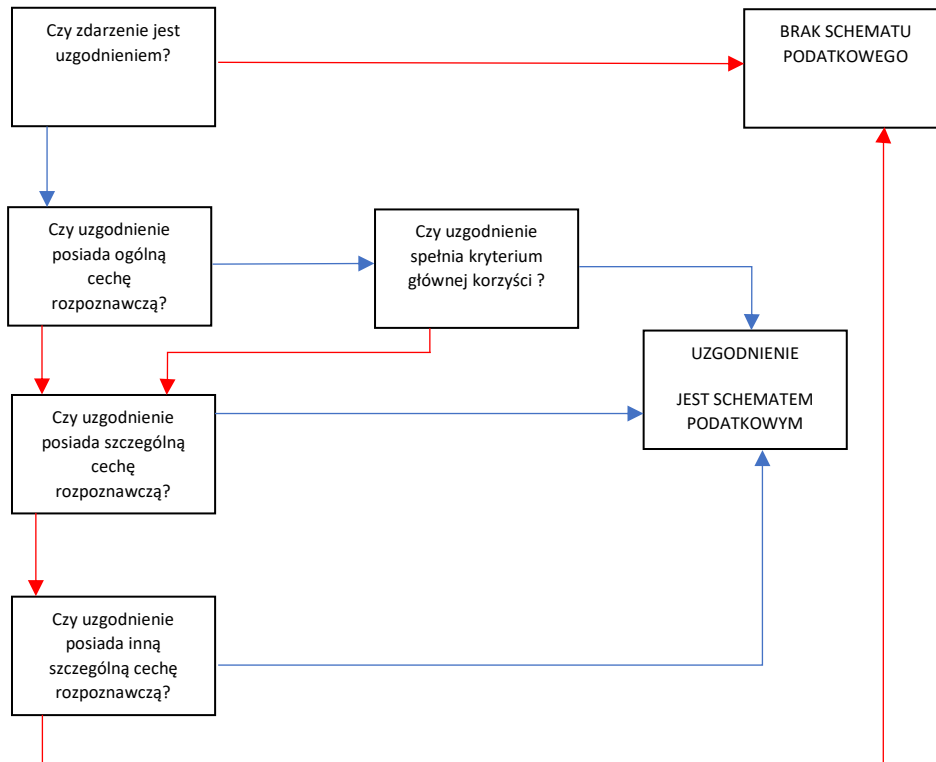 Czy zdarzenie jest
uzgodnieniem?
BRAK SCHEMATU
PODATKOWEGO
Czy uzgodnienie
posiada ogólną
cechę
rozpoznawczą?
Czy uzgodnienie
spełnia kryterium
głównej korzyści ?
UZGODNIENIE
JEST SCHEMATEM
PODATKOWYM
Czy uzgodnienie
posiada szczególną
cechę
rozpoznawczą?
Czy uzgodnienie
posiada inną
szczególną cechę
rozpoznawczą?